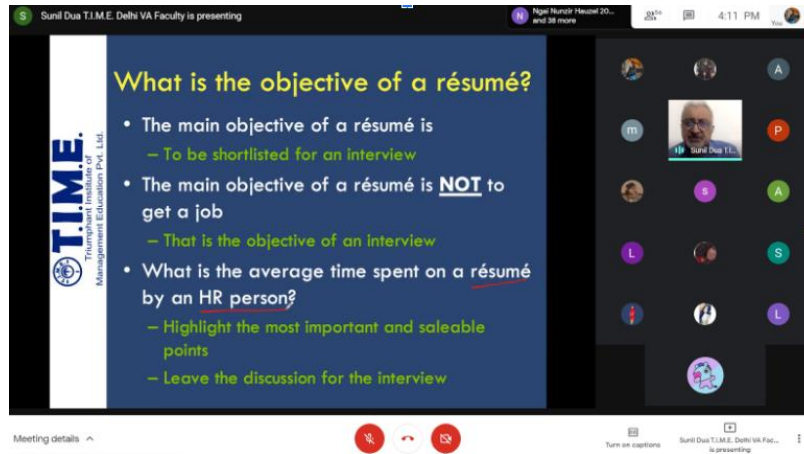 S Sunil Dua T.I.M.E. Delhi VA Faculty is presenting
N Ngai Nunzir Hauzel 20...
and 38 more
4:11 PM
You
What is the objective of a résumé?
• The main objective of a résumé is
– To be shortlisted for an interview
• The main objective of a résumé is NOT to
get a job
– That is the objective of an interview
• What is the average time spent on a résumé
by an HR person?
– Highlight the most important and saleable
points
– Leave the discussion for the interview
T.I.M.E.
Triumphant Institute of
Management Education Pvt. Ltd.
A
m
Sunil Dua T.I...
P
s
A
L
S
L
Meeting details
Turn on captions
Sunil Dua T.I.M.E. Delhi VA Fac...
is presenting